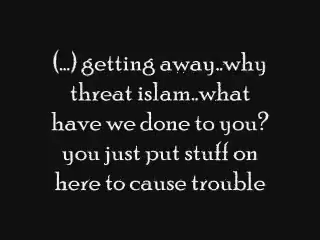 (...) getting away..why
threat islam..what
have we done to you?
you just put stuff on
here to cause trouble